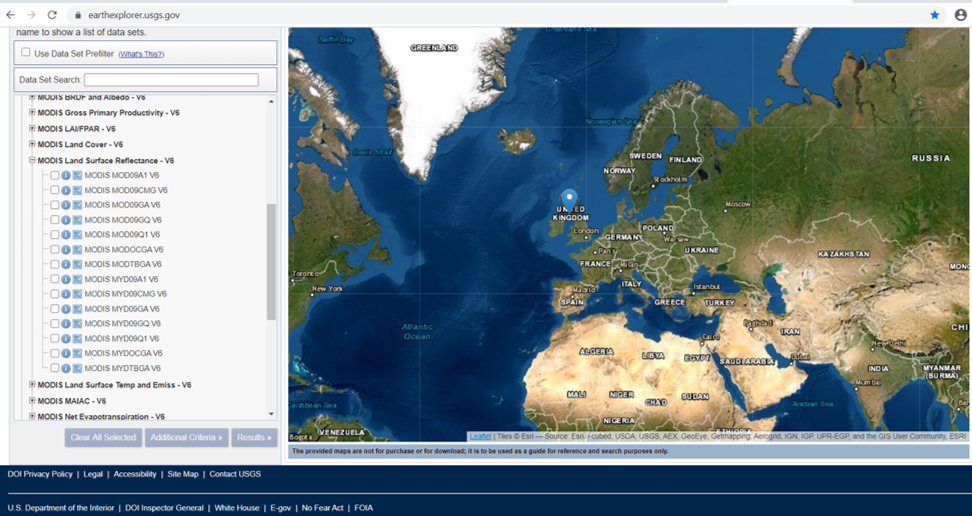 earthexplorer.usgs.gov
name to show a list of data sets.
Use Data Set Prefilter (What's This?)
Data Set Search:
MODIS BRDF and Albedo - V6
MODIS Gross Primary Productivity - V6
MODIS LAI/FPAR - V6
MODIS Land Cover - V6
MODIS Land Surface Reflectance - V6
MODIS MOD09A1 V6
MODIS MOD09CMG V6
MODIS MOD09GA V6
MODIS MOD09GQ V6
MODIS MOD09Q1 V6
MODIS MODOCGA V6
MODIS MODTBGA V6
MODIS MYD09A1 V6
MODIS MYD09CMG V6
MODIS MYD09GA V6
MODIS MYD09GQ V6
MODIS MYD09Q1 V6
MODIS MYDOCGA V6
MODIS MYDTBGA V6
MODIS Land Surface Temp and Emiss - V6
MODIS MAIAC - V6
MODIS Net Evapotranspiration - V6
Clear All Selected Additional Criteria » Results »
Greenland Sea
Baffin Bay
GREENLAND
Norwegian Sea
Davis Strait
SWEDEN
FINLAND
RUSSIA
NORWAY
Stockholm
Moscow
UNITED
KINGDOM
London
POLAND
GERMANY
Warsaw
Paris
UKRAINE
KAZAKHSTAN
FRANCE
Milan
MONG
Toronto
New York
ITALY
Madrid
SPAIN
Istanbul
GREECE
TURKEY
Atlantic
Ocean
Baghdad
IRAN
CHI
Cairo
New Delhi
ALGERIA
LIBYA
EGYPT
SAUDI ARABIA
Dubai
INDIA
MYANMAR
(BURMA)
Mumbai
MALI
NIGER
CHAD
SUDAN
Arabian Sea
Caribbean Sea
Ban
NIGERIA
VENEZUELA
ETHIOPIA
Bogota
Leaflet | Tiles © Esri — Source: Esri, i-cubed, USDA, USGS, AEX, GeoEye, Getmapping, Aerogrid, IGN, IGP, UPR-EGP, and the GIS User Community, ESRI
The provided maps are not for purchase or for download; it is to be used as a guide for reference and search purposes only.
DOI Privacy Policy | Legal | Accessibility | Site Map | Contact USGS
U.S. Department of the Interior | DOI Inspector General | White House | E-gov | No Fear Act | FOIA